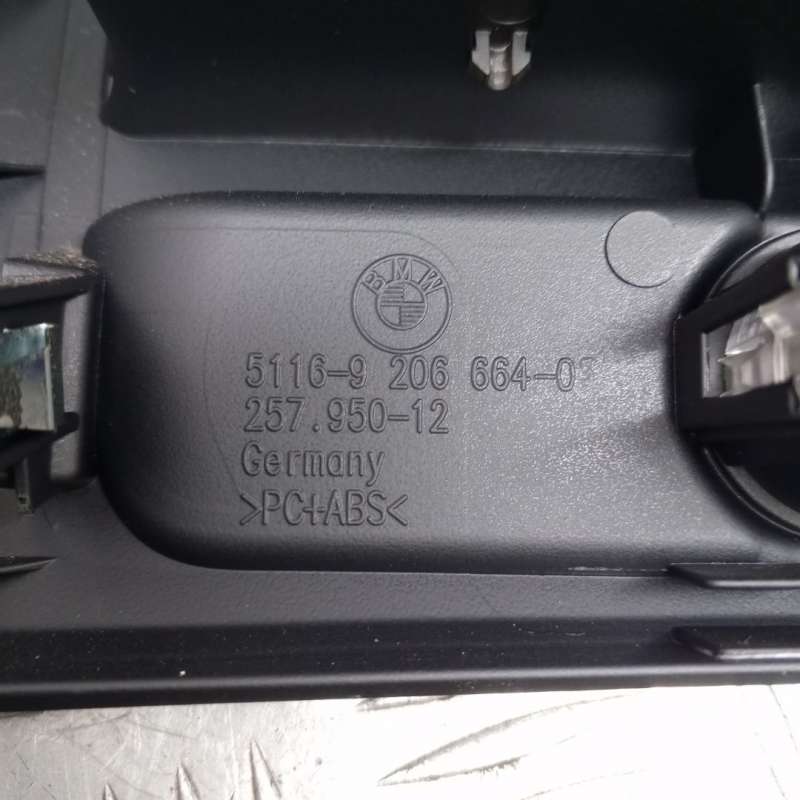 BMW
5116-9 206 664-0
257.950-12
Germany
>PC+ABS<